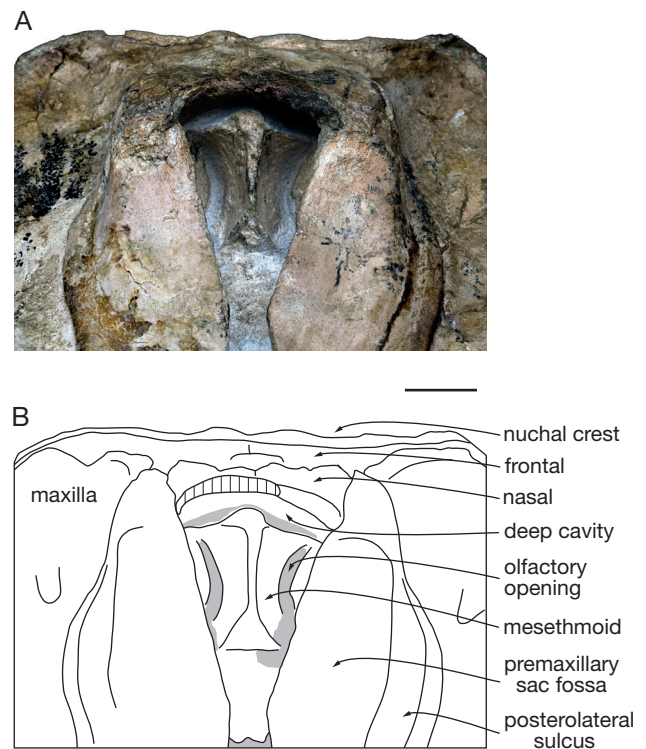 A
B
nuchal crest
frontal
maxilla
nasal
deep cavity
olfactory
opening
mesethmoid
premaxillary
sac fossa
posterolateral
sulcus